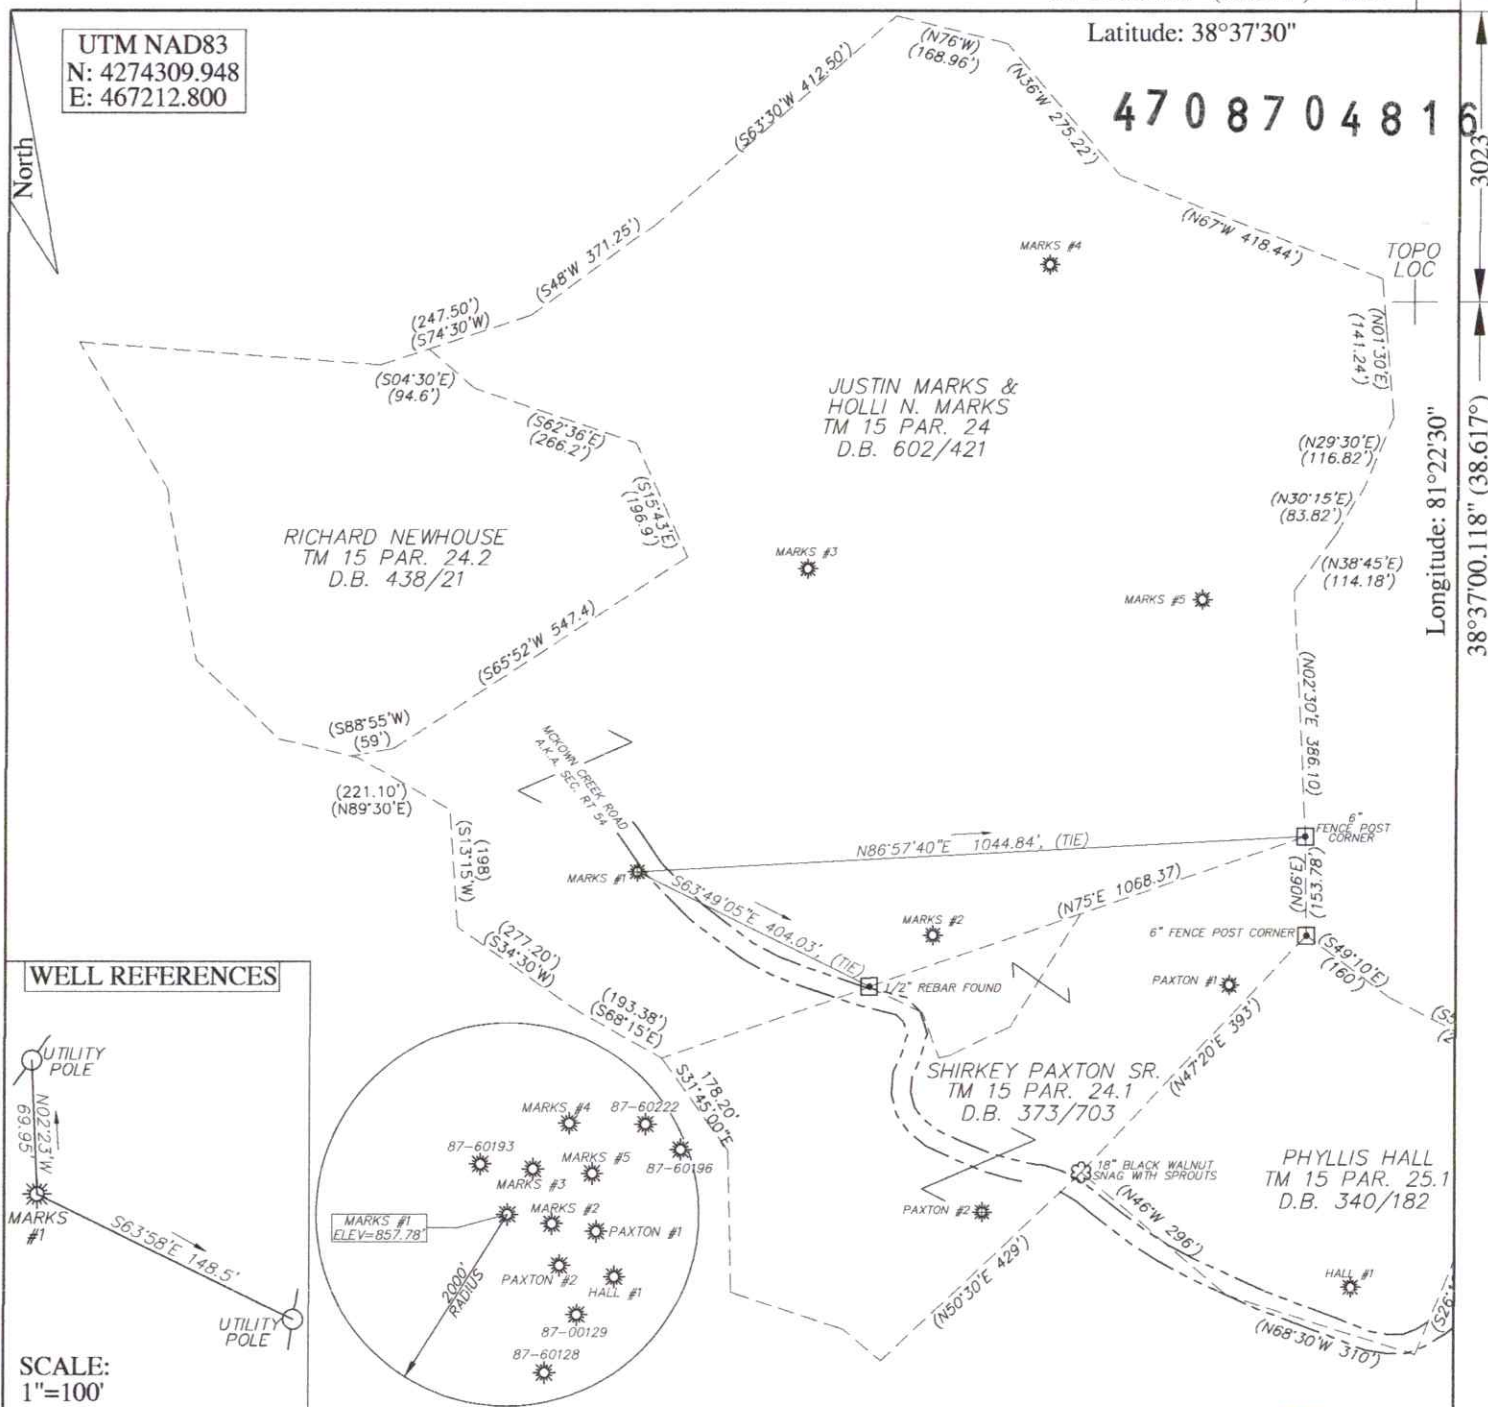 UTM NAD83
N: 4274309.948
E: 467212.800
North
Latitude: 38°37'30"
4708704816
3023'
(S63°30'W 412.50')
(N76°W)
(168.96')
(N36°W 275.22')
(N67°W 418.44')
TOPO
LOC
MARKS #4
(S48°W 371.25')
(247.50')
(S74°30'W)
(S04°30'E)
(94.6')
(S62°36'E)
(266.2')
(S15°43'E)
(196.9')
JUSTIN MARKS &
HOLLI N. MARKS
TM 15 PAR. 24
D.B. 602/421
(N01°30'E)
(141.24')
(N29°30'E)
(116.82')
(N30°15'E)
(83.82')
(N38°45'E)
(114.18')
Longitude: 81°22'30"
38°37'00.118" (38.617°)
RICHARD NEWHOUSE
TM 15 PAR. 24.2
D.B. 438/21
MARKS #3
MARKS #5
(S65°52'W 547.4)
(N02°30'E 386.10)
(S88°55'W)
(59')
(221.10')
(N89°30'E)
(198)
(S13°15'W)
MCKOWN CREEK ROAD
A.K.A. SEC. RT 54
N86°57'40"E 1044.84', (TIE)
6"
FENCE POST
CORNER
MARKS #1
S63°49'05"E 404.03', (TIE)
(N75°E 1068.37)
(153.78')
(3.90N)
MARKS #2
6" FENCE POST CORNER
(S49°10'E)
(160')
(277.20')
(S34°30'W)
1/2" REBAR FOUND
PAXTON #1
(193.38')
(S68°15'E)
178.20'
S31°45'00"E
(N47°20'E 393')
SHIRKEY PAXTON SR.
TM 15 PAR. 24.1
D.B. 373/703
18" BLACK WALNUT
SNAG WITH SPROUTS
PHYLLIS HALL
TM 15 PAR. 25.1
D.B. 340/182
PAXTON #2
(N46°W 296')
(N50°30'E 429')
HALL #1
(N68°30'W 310')
WELL REFERENCES
UTILITY
POLE
N02°23'W
69.95'
MARKS
#1
S63°58'E 148.5'
UTILITY
POLE
SCALE:
1"=100'
MARKS #4
87-60222
87-60193
MARKS #5
87-60196
MARKS #3
MARKS #2
MARKS #1
ELEV=857.78'
PAXTON #1
PAXTON #2
HALL #1
2000'
RADIUS
87-00129
87-60128